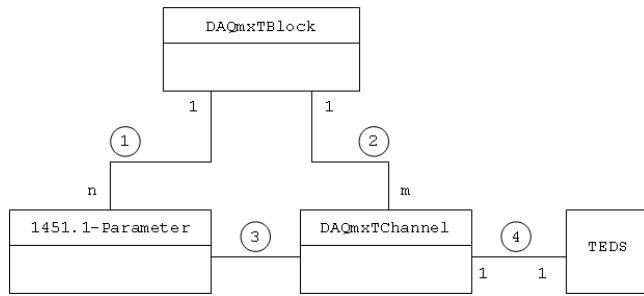 DAQmxTBlock
1 1
1 2
n m
1451.1-Parameter DAQmxTChannel
3 4 TEDS
1 1